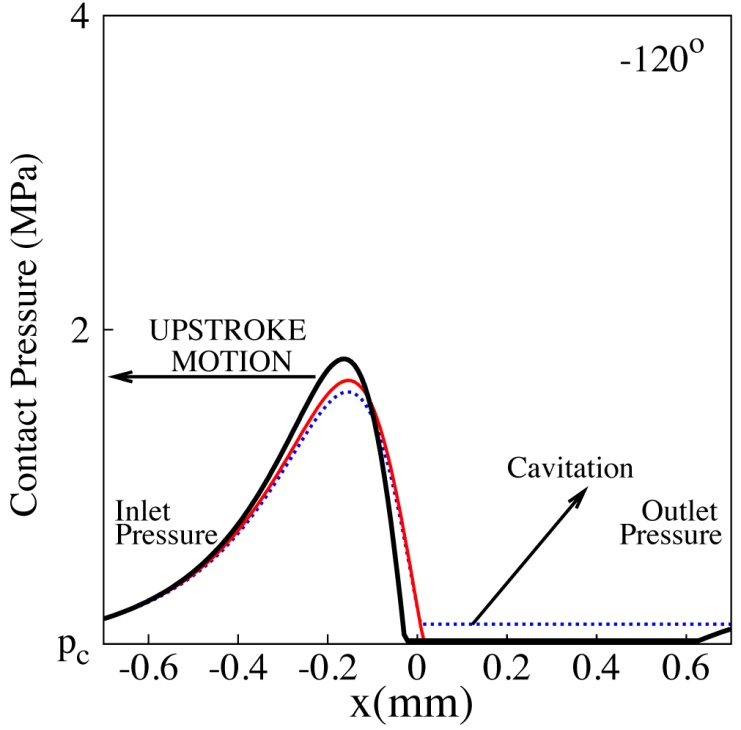 4
-120°
Contact Pressure (MPa)
2
UPSTROKE
MOTION
Cavitation
Inlet
Pressure
Outlet
Pressure
p_c
-0.6 -0.4 -0.2 0 0.2 0.4 0.6
x(mm)